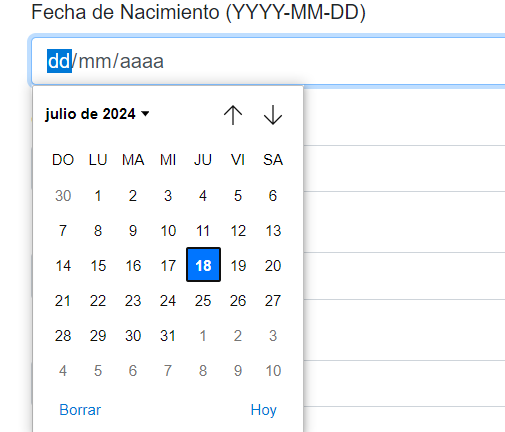 Fecha de Nacimiento (YYYY-MM-DD)
dd/mm/aaaa
julio de 2024
DO LU MA MI JU VI SA
30 1 2 3 4 5 6
7 8 9 10 11 12 13
14 15 16 17 18 19 20
21 22 23 24 25 26 27
28 29 30 31 1 2 3
4 5 6 7 8 9 10
Borrar Hoy